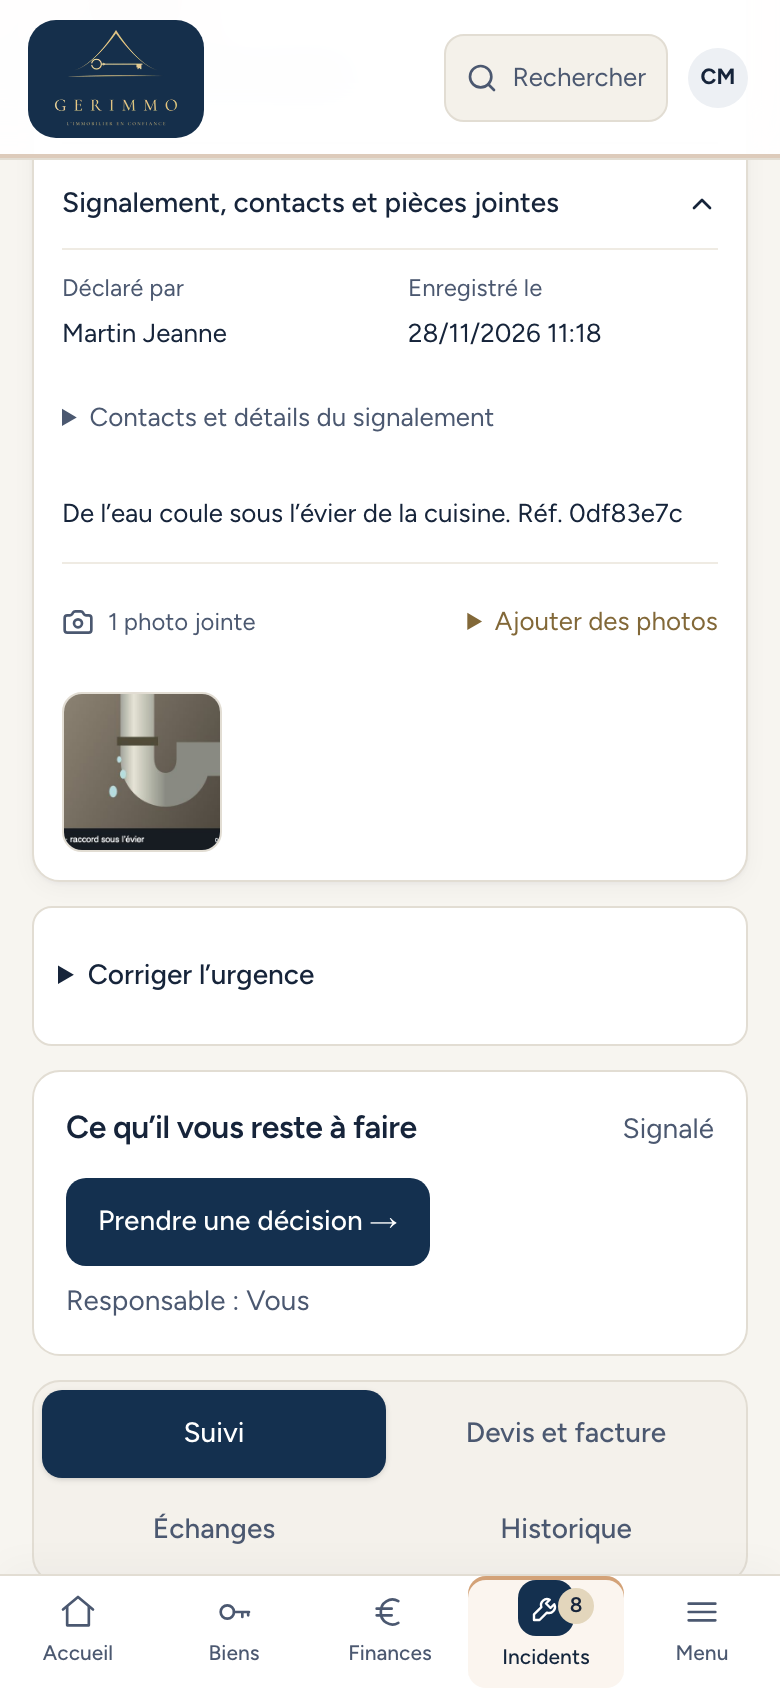 GERIMMO
L'IMMOBILIER EN CONFIANCE
Rechercher
CM
Signalement, contacts et pièces jointes
Déclaré par
Enregistré le
Martin Jeanne
28/11/2026 11:18
Contacts et détails du signalement
De l’eau coule sous l’évier de la cuisine. Réf. 0df83e7c
1 photo jointe
Ajouter des photos
raccord sous l'évier
Corriger l’urgence
Ce qu’il vous reste à faire
Signalé
Prendre une décision →
Responsable : Vous
Suivi
Devis et facture
Échanges
Historique
8
Accueil
Biens
Finances
Incidents
Menu